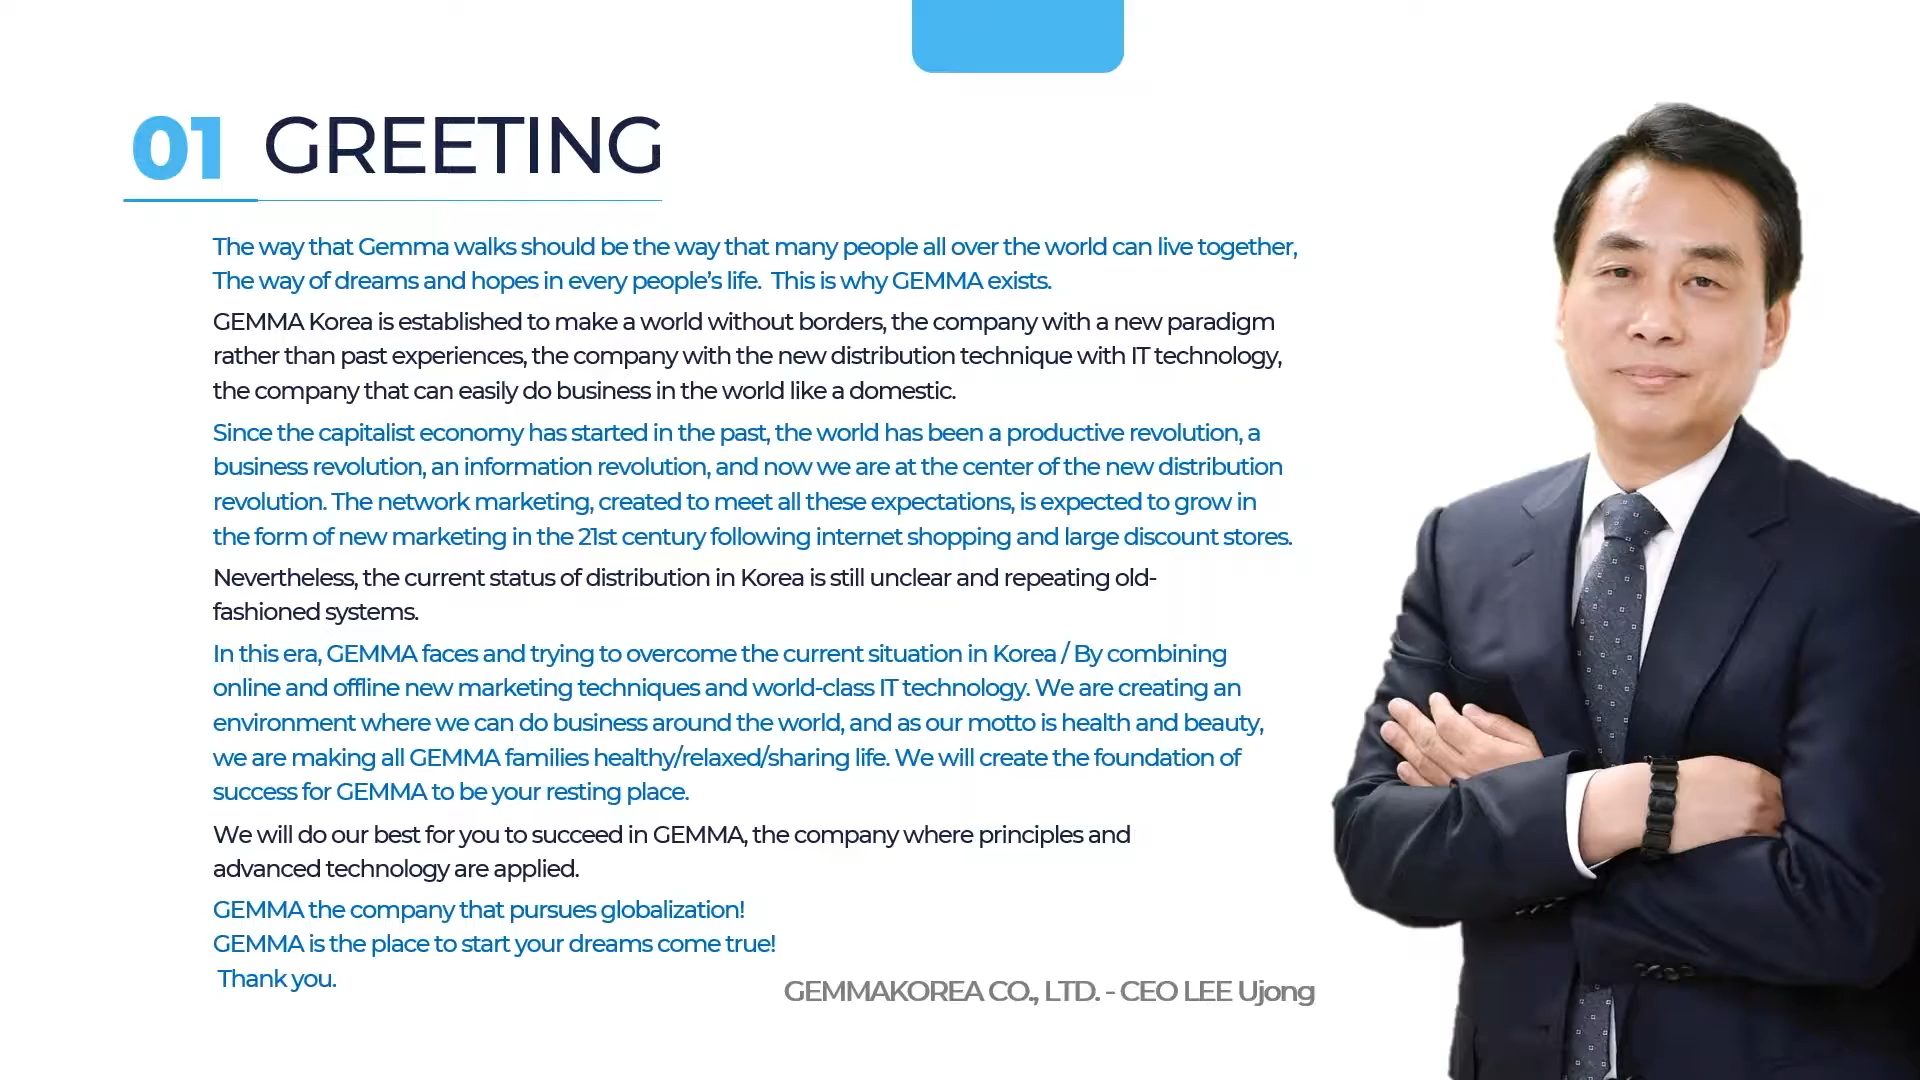 01 GREETING
The way that Gemma walks should be the way that many people all over the world can live together,
The way of dreams and hopes in every people’s life.  This is why GEMMA exists.
GEMMA Korea is established to make a world without borders, the company with a new paradigm
rather than past experiences, the company with the new distribution technique with IT technology,
the company that can easily do business in the world like a domestic.
Since the capitalist economy has started in the past, the world has been a productive revolution, a
business revolution, an information revolution, and now we are at the center of the new distribution
revolution. The network marketing, created to meet all these expectations, is expected to grow in
the form of new marketing in the 21st century following internet shopping and large discount stores.
Nevertheless, the current status of distribution in Korea is still unclear and repeating old-
fashioned systems.
In this era, GEMMA faces and trying to overcome the current situation in Korea / By combining
online and offline new marketing techniques and world-class IT technology. We are creating an
environment where we can do business around the world, and as our motto is health and beauty,
we are making all GEMMA families healthy/relaxed/sharing life. We will create the foundation of
success for GEMMA to be your resting place.
We will do our best for you to succeed in GEMMA, the company where principles and
advanced technology are applied.
GEMMA the company that pursues globalization!
GEMMA is the place to start your dreams come true!
Thank you.
GEMMAKOREA CO., LTD. - CEO LEE Ujong